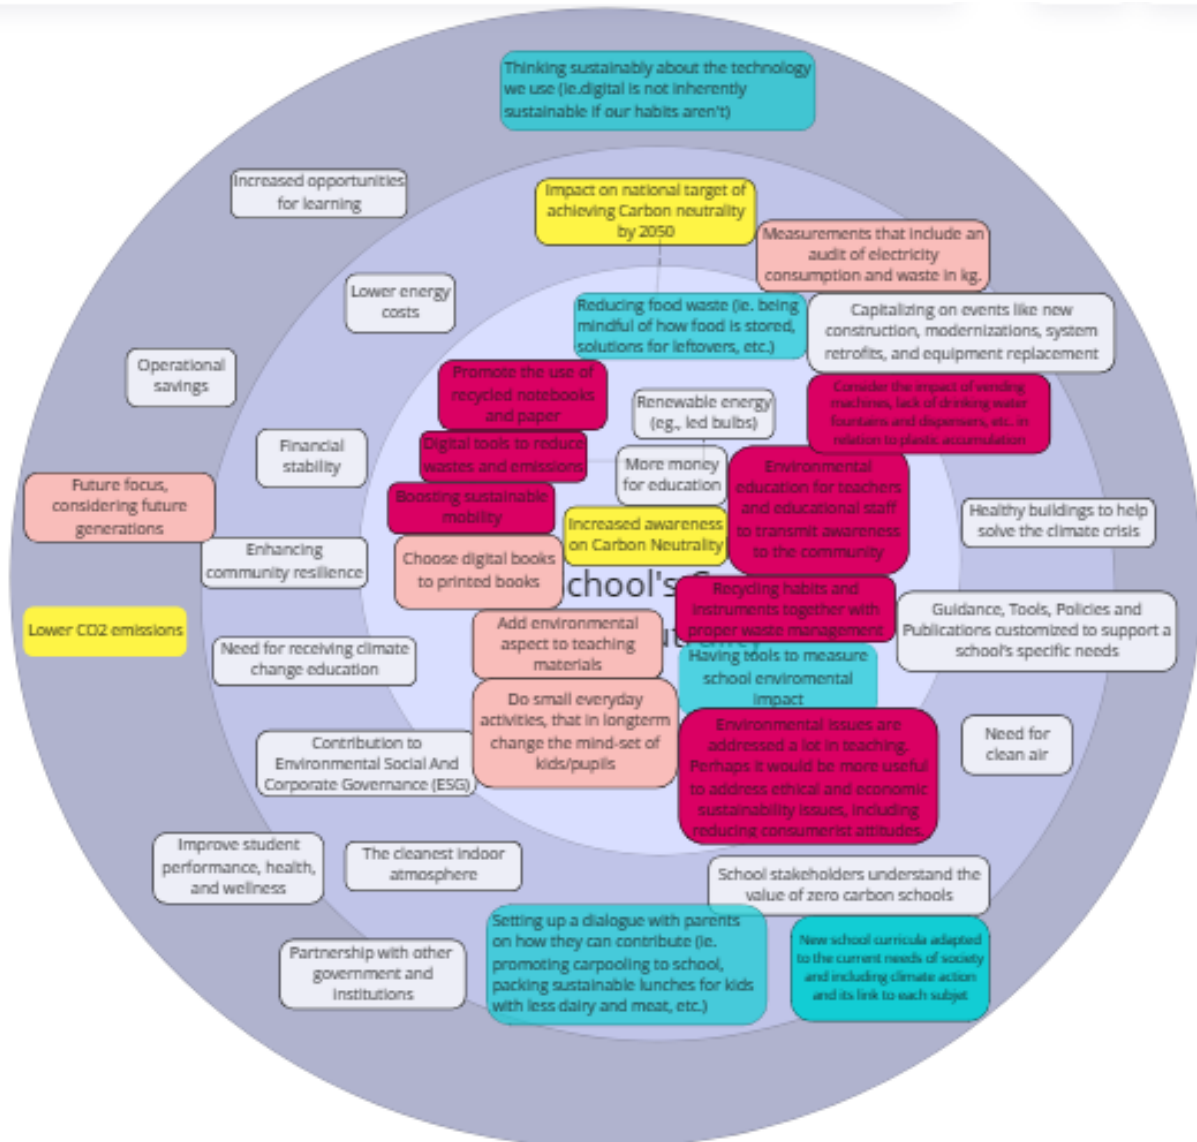 Thinking sustainably about the technology
we use (ie.digital is not inherently
sustainable if our habits aren't)
Increased opportunities
for learning
Impact on national target of
achieving Carbon neutrality
by 2050
Measurements that include an
audit of electricity
consumption and waste in kg.
Lower energy
costs
Reducing food waste (ie. being
mindful of how food is stored,
solutions for leftovers, etc.)
Capitalizing on events like new
construction, modernizations, system
retrofits, and equipment replacement
Operational
savings
Promote the use of
recycled notebooks
and paper
Renewable energy
(eg., led bulbs)
Consider the impact of vending
machines, lack of drinking water
fountains and dispensers, etc. in
relation to plastic accumulation
Financial
stability
Digital tools to reduce
wastes and emissions
More money
for education
Environmental
education for teachers
and educational staff
to transmit awareness
to the community
Future focus,
considering future
generations
Boosting sustainable
mobility
Increased awareness
on Carbon Neutrality
Healthy buildings to help
solve the climate crisis
Enhancing
community resilience
Choose digital books
to printed books
chool's
Recycling habits and
instruments together with
proper waste management
Guidance, Tools, Policies and
Publications customized to support a
school's specific needs
Lower CO2 emissions
Add environmental
aspect to teaching
materials
Need for receiving climate
change education
Having tools to measure
school enviromental
impact
Do small everyday
activities, that in longterm
change the mind-set of
kids/pupils
Environmental issues are
addressed a lot in teaching.
Perhaps it would be more useful
to address ethical and economic
sustainability issues, including
reducing consumerist attitudes.
Need for
clean air
Contribution to
Environmental Social And
Corporate Governance (ESG)
Improve student
performance, health,
and wellness
The cleanest indoor
atmosphere
School stakeholders understand the
value of zero carbon schools
Partnership with other
government and
institutions
Setting up a dialogue with parents
on how they can contribute (ie.
promoting carpooling to school,
packing sustainable lunches for kids
with less dairy and meat, etc.)
New school curricula adapted
to the current needs of society
and including climate action
and its link to each subjet